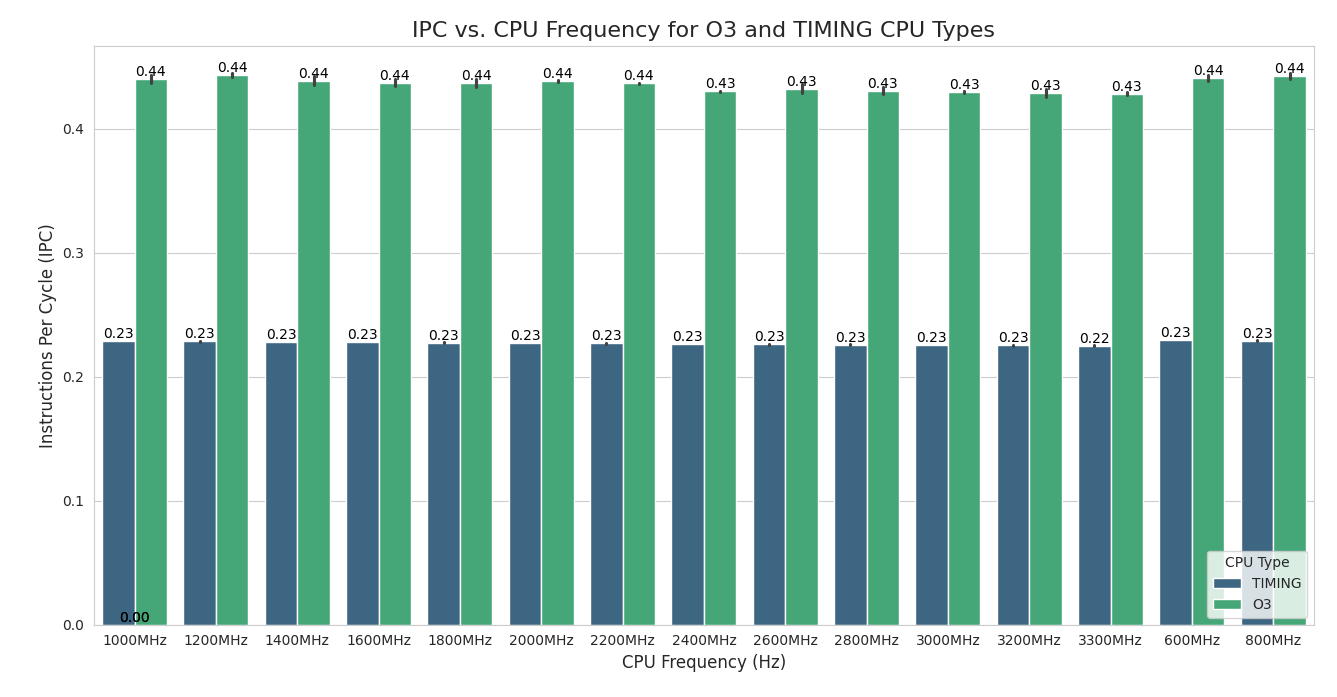 IPC vs. CPU Frequency for O3 and TIMING CPU Types
0.44 0.44 0.44 0.44 0.44 0.44 0.44 0.43 0.43 0.43 0.43 0.43 0.43 0.44 0.44
0.4
0.3
0.23 0.23 0.23 0.23 0.23 0.23 0.23 0.23 0.23 0.23 0.23 0.23 0.22 0.23 0.23
0.2
0.1
0.0
Instructions Per Cycle (IPC)
0.00
CPU Type
TIMING
O3
1000MHz 1200MHz 1400MHz 1600MHz 1800MHz 2000MHz 2200MHz 2400MHz 2600MHz 2800MHz 3000MHz 3200MHz 3300MHz 600MHz 800MHz
CPU Frequency (Hz)